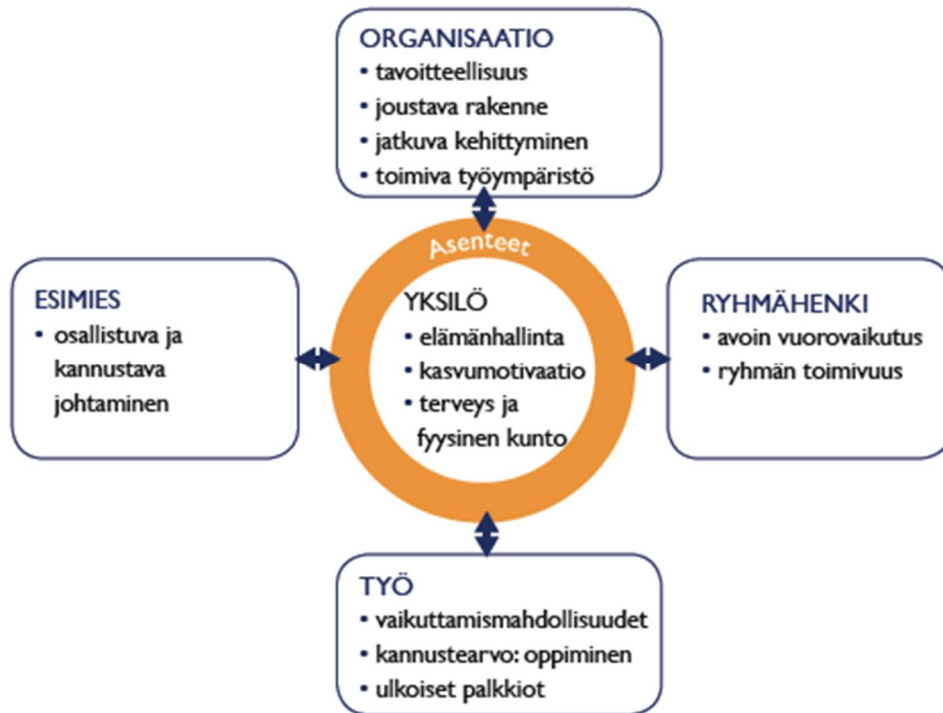 ORGANISAATIO
• tavoitteellisuus
• joustava rakenne
• jatkuva kehittyminen
• toimiva työympäristö
ESIMIES
• osallistuva ja
kannustava
johtaminen
Asenteet
YKSILÖ
• elämänhallinta
• kasvumotivaatio
• terveys ja
fyysinen kunto
RYHMÄHENKI
• avoin vuorovaikutus
• ryhmän toimivuus
TYÖ
• vaikuttamismahdollisuudet
• kannustearvo: oppiminen
• ulkoiset palkkiot